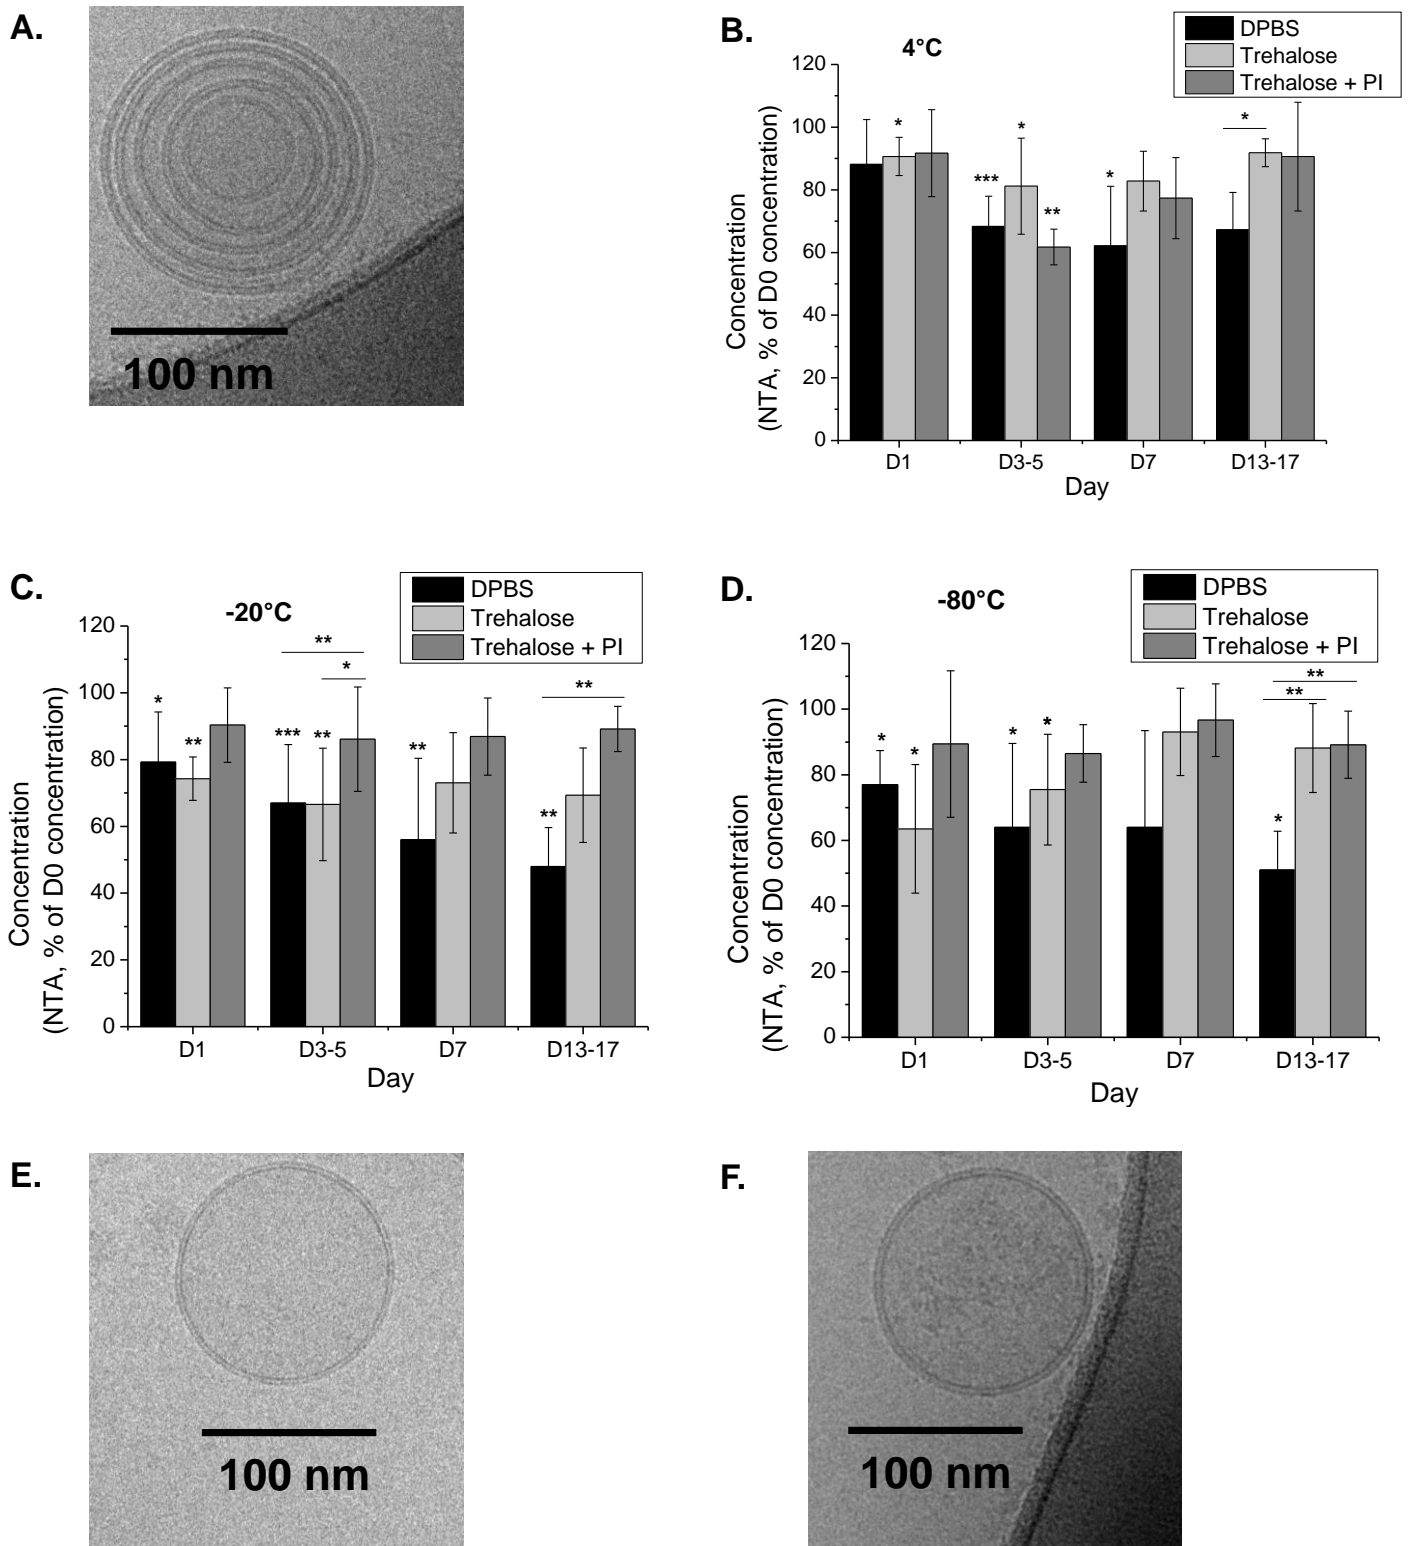 A.
100 nm
B.
4°C
DPBS
Trehalose
Trehalose + PI
Concentration
(NTA, % of D0 concentration)
120
100
80
60
40
20
0
*
***
*
**
*
*
D1
D3-5
D7
D13-17
Day
C.
-20°C
DPBS
Trehalose
Trehalose + PI
Concentration
(NTA, % of D0 concentration)
120
100
80
60
40
20
0
*
**
***
**
**
*
**
**
**
D1
D3-5
D7
D13-17
Day
D.
-80°C
DPBS
Trehalose
Trehalose + PI
Concentration
(NTA, % of D0 concentration)
120
100
80
60
40
20
0
*
*
*
*
*
**
**
D1
D3-5
D7
D13-17
Day
E.
100 nm
F.
100 nm